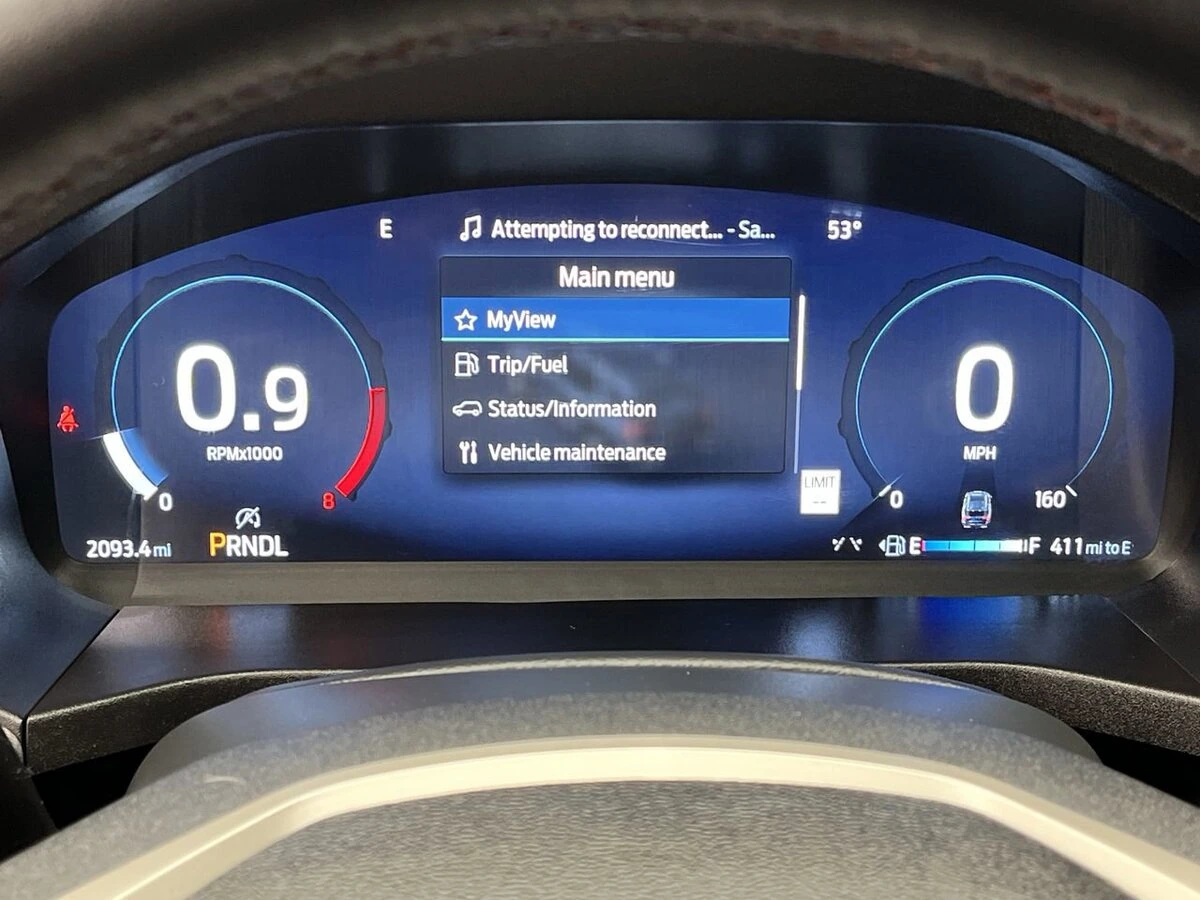 E
Attempting to reconnect... - Sa...
53°
Main menu
MyView
Trip/Fuel
Status/Information
Vehicle maintenance
0.9
RPMx1000
0
8
0
MPH
0
160
LIMIT
--
2093.4 mi
PRNDL
E F 411 mi to E